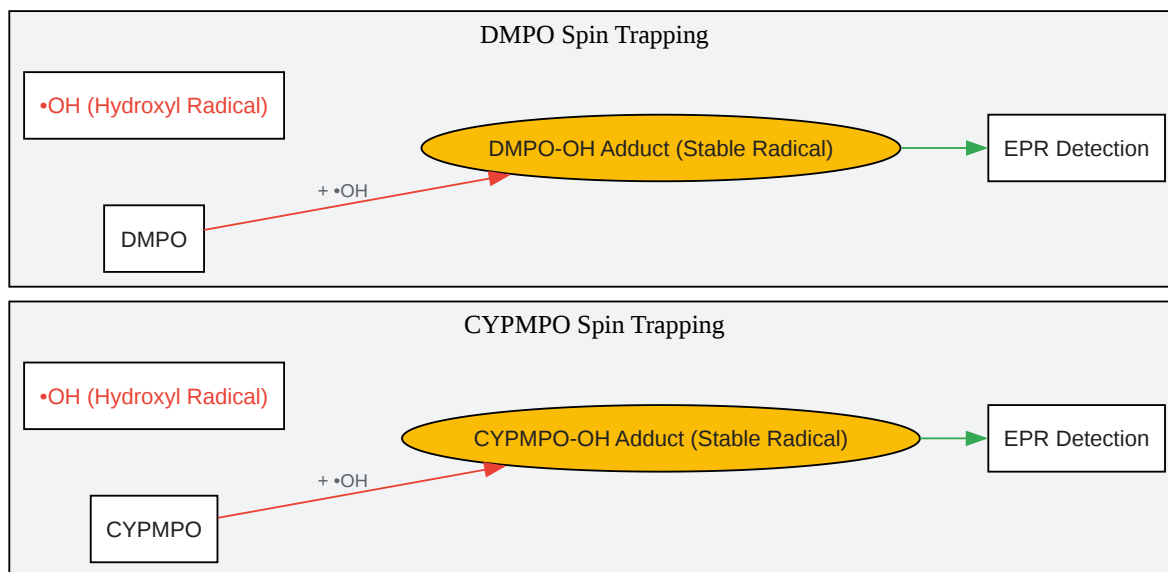 DMPO Spin Trapping
•OH (Hydroxyl Radical)
DMPO-OH Adduct (Stable Radical)
EPR Detection
+ •OH
DMPO
CYPMPO Spin Trapping
•OH (Hydroxyl Radical)
CYPMPO-OH Adduct (Stable Radical)
EPR Detection
+ •OH
CYPMPO